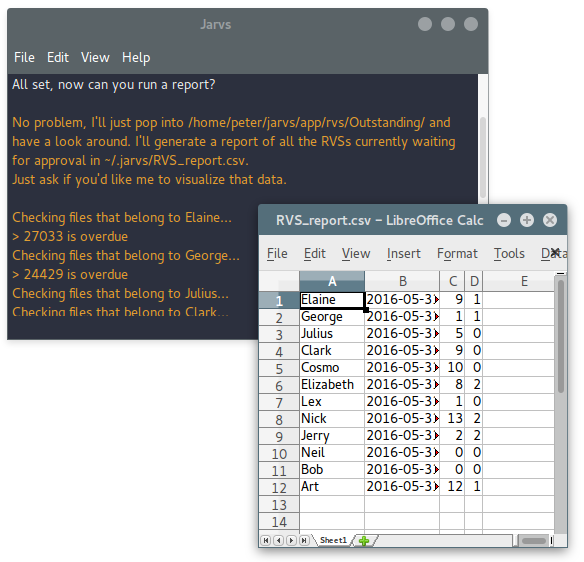 Jarvs
File Edit View Help
All set, now can you run a report?
No problem, I'll just pop into /home/peter/jarvs/app/rvs/Outstanding/ and
have a look around. I'll generate a report of all the RVSs currently waiting
for approval in ~/.jarvs/RVS_report.csv.
Just ask if you'd like me to visualize that data.
Checking files that belong to Elaine...
> 27033 is overdue
Checking files that belong to George...
> 24429 is overdue
Checking files that belong to Julius...
Checking files that belong to Clark...
RVS_report.csv - LibreOffice Calc
File Edit View Insert Format Tools Data
A B C D E
1 Elaine 2016-05-3 9 1
2 George 2016-05-3 1 1
3 Julius 2016-05-3 5 0
4 Clark 2016-05-3 9 0
5 Cosmo 2016-05-3 10 0
6 Elizabeth 2016-05-3 8 2
7 Lex 2016-05-3 1 0
8 Nick 2016-05-3 13 2
9 Jerry 2016-05-3 2 2
10 Neil 2016-05-3 0 0
11 Bob 2016-05-3 0 0
12 Art 2016-05-3 12 1
13
14
Sheet1